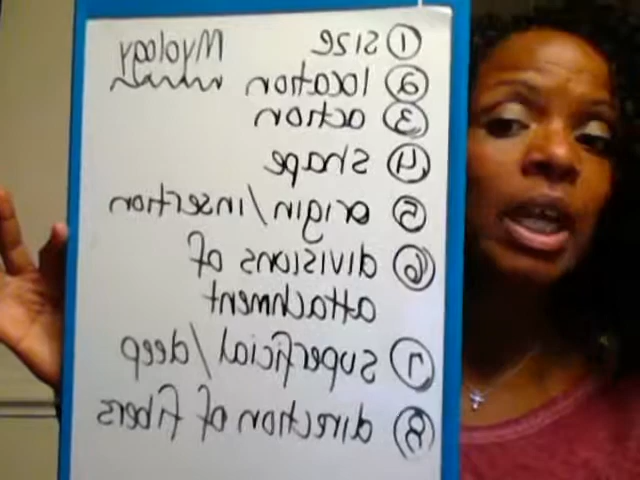 Myology
① size
② location
③ action
④ shape
⑤ origin/insertion
⑥ divisions of
attachment
⑦ superficial/deep
⑧ direction of fibers